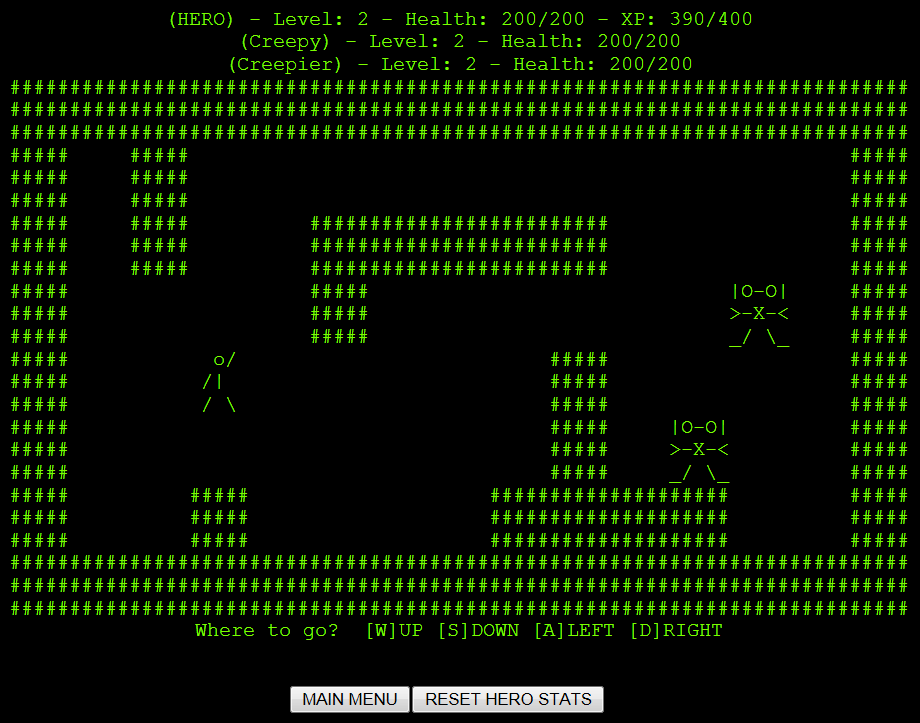 (HERO) - Level: 2 - Health: 200/200 - XP: 390/400
(Creepy) - Level: 2 - Health: 200/200
(Creepier) - Level: 2 - Health: 200/200
###########################################################################
###########################################################################
###########################################################################
#####     #####                                                       #####
#####     #####                                                       #####
#####     #####                                                       #####
#####     #####          #########################                    #####
#####     #####          #########################                    #####
#####     #####          #########################                    #####
#####                    #####                              |O-O|     #####
#####                    #####                              >-X-<     #####
#####                    #####                              _/ \_     #####
#####            o/                          #####                    #####
#####           /|                           #####                    #####
#####           / \                          #####                    #####
#####                                        #####     |O-O|          #####
#####                                        #####     >-X-<          #####
#####                                        #####     _/ \_          #####
#####          #####                    ####################          #####
#####          #####                    ####################          #####
#####          #####                    ####################          #####
###########################################################################
###########################################################################
###########################################################################
Where to go?  [W]UP [S]DOWN [A]LEFT [D]RIGHT
MAIN MENU RESET HERO STATS